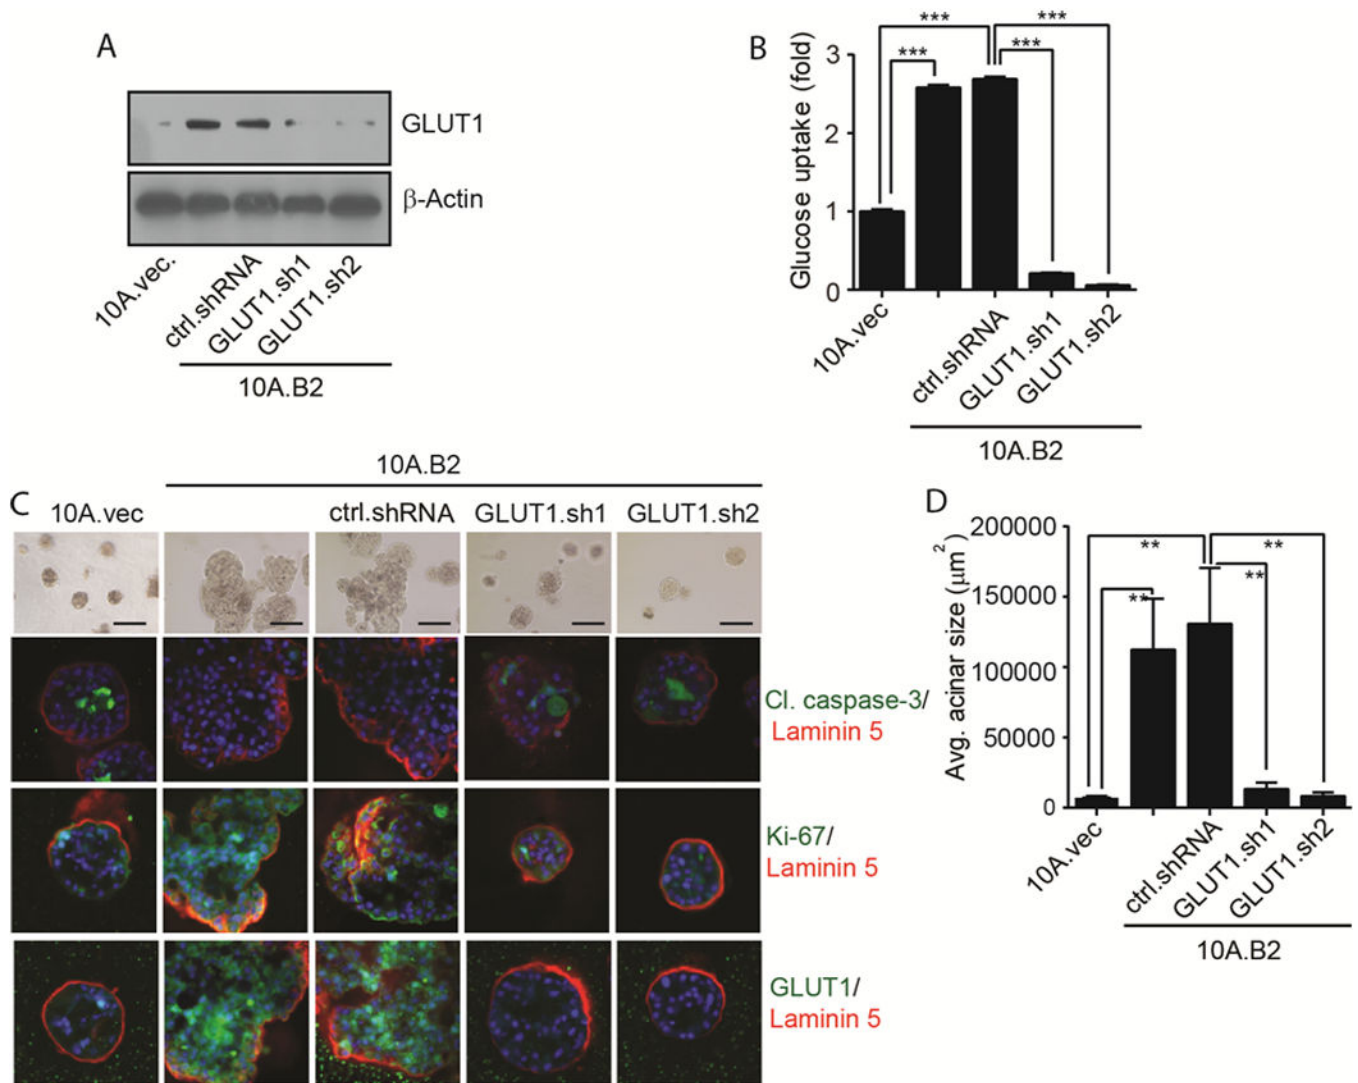 A
GLUT1
β-Actin
10A.vec.
ctrl.shRNA
GLUT1.sh1
GLUT1.sh2
10A.B2
B
***
***
***
***
Glucose uptake (fold)
3
2
1
0
10A.vec
ctrl.shRNA
GLUT1.sh1
GLUT1.sh2
10A.B2
C
10A.B2
10A.vec
ctrl.shRNA
GLUT1.sh1
GLUT1.sh2
Cl. caspase-3/
Laminin 5
Ki-67/
Laminin 5
GLUT1/
Laminin 5
D
**
**
**
**
Avg. acinar size (μm²)
200000
150000
100000
50000
0
10A.vec
ctrl.shRNA
GLUT1.sh1
GLUT1.sh2
10A.B2